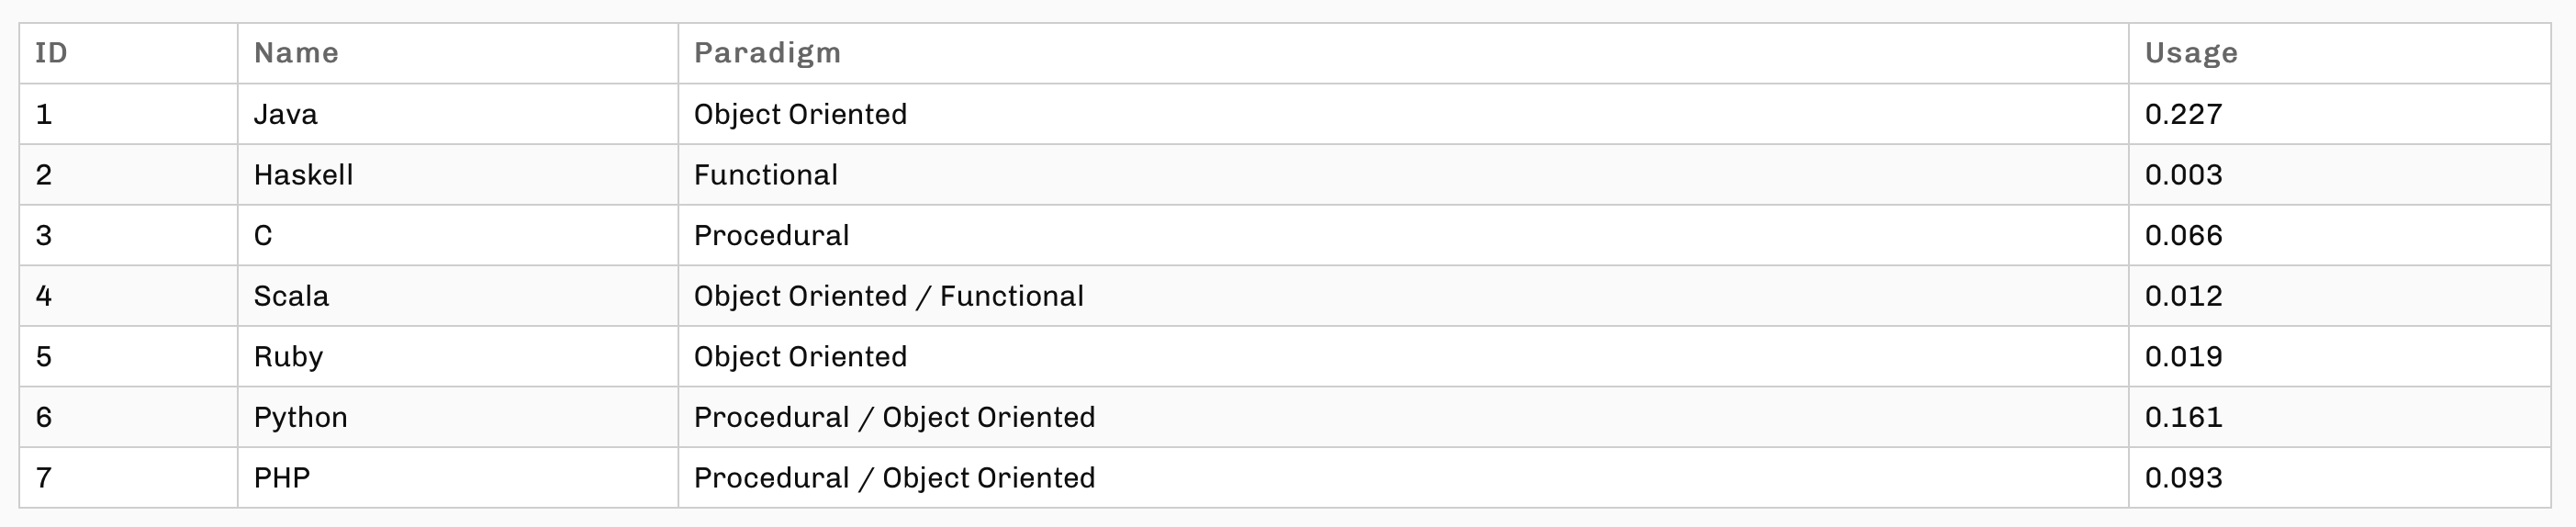 ID Name Paradigm Usage
1 Java Object Oriented 0.227
2 Haskell Functional 0.003
3 C Procedural 0.066
4 Scala Object Oriented / Functional 0.012
5 Ruby Object Oriented 0.019
6 Python Procedural / Object Oriented 0.161
7 PHP Procedural / Object Oriented 0.093